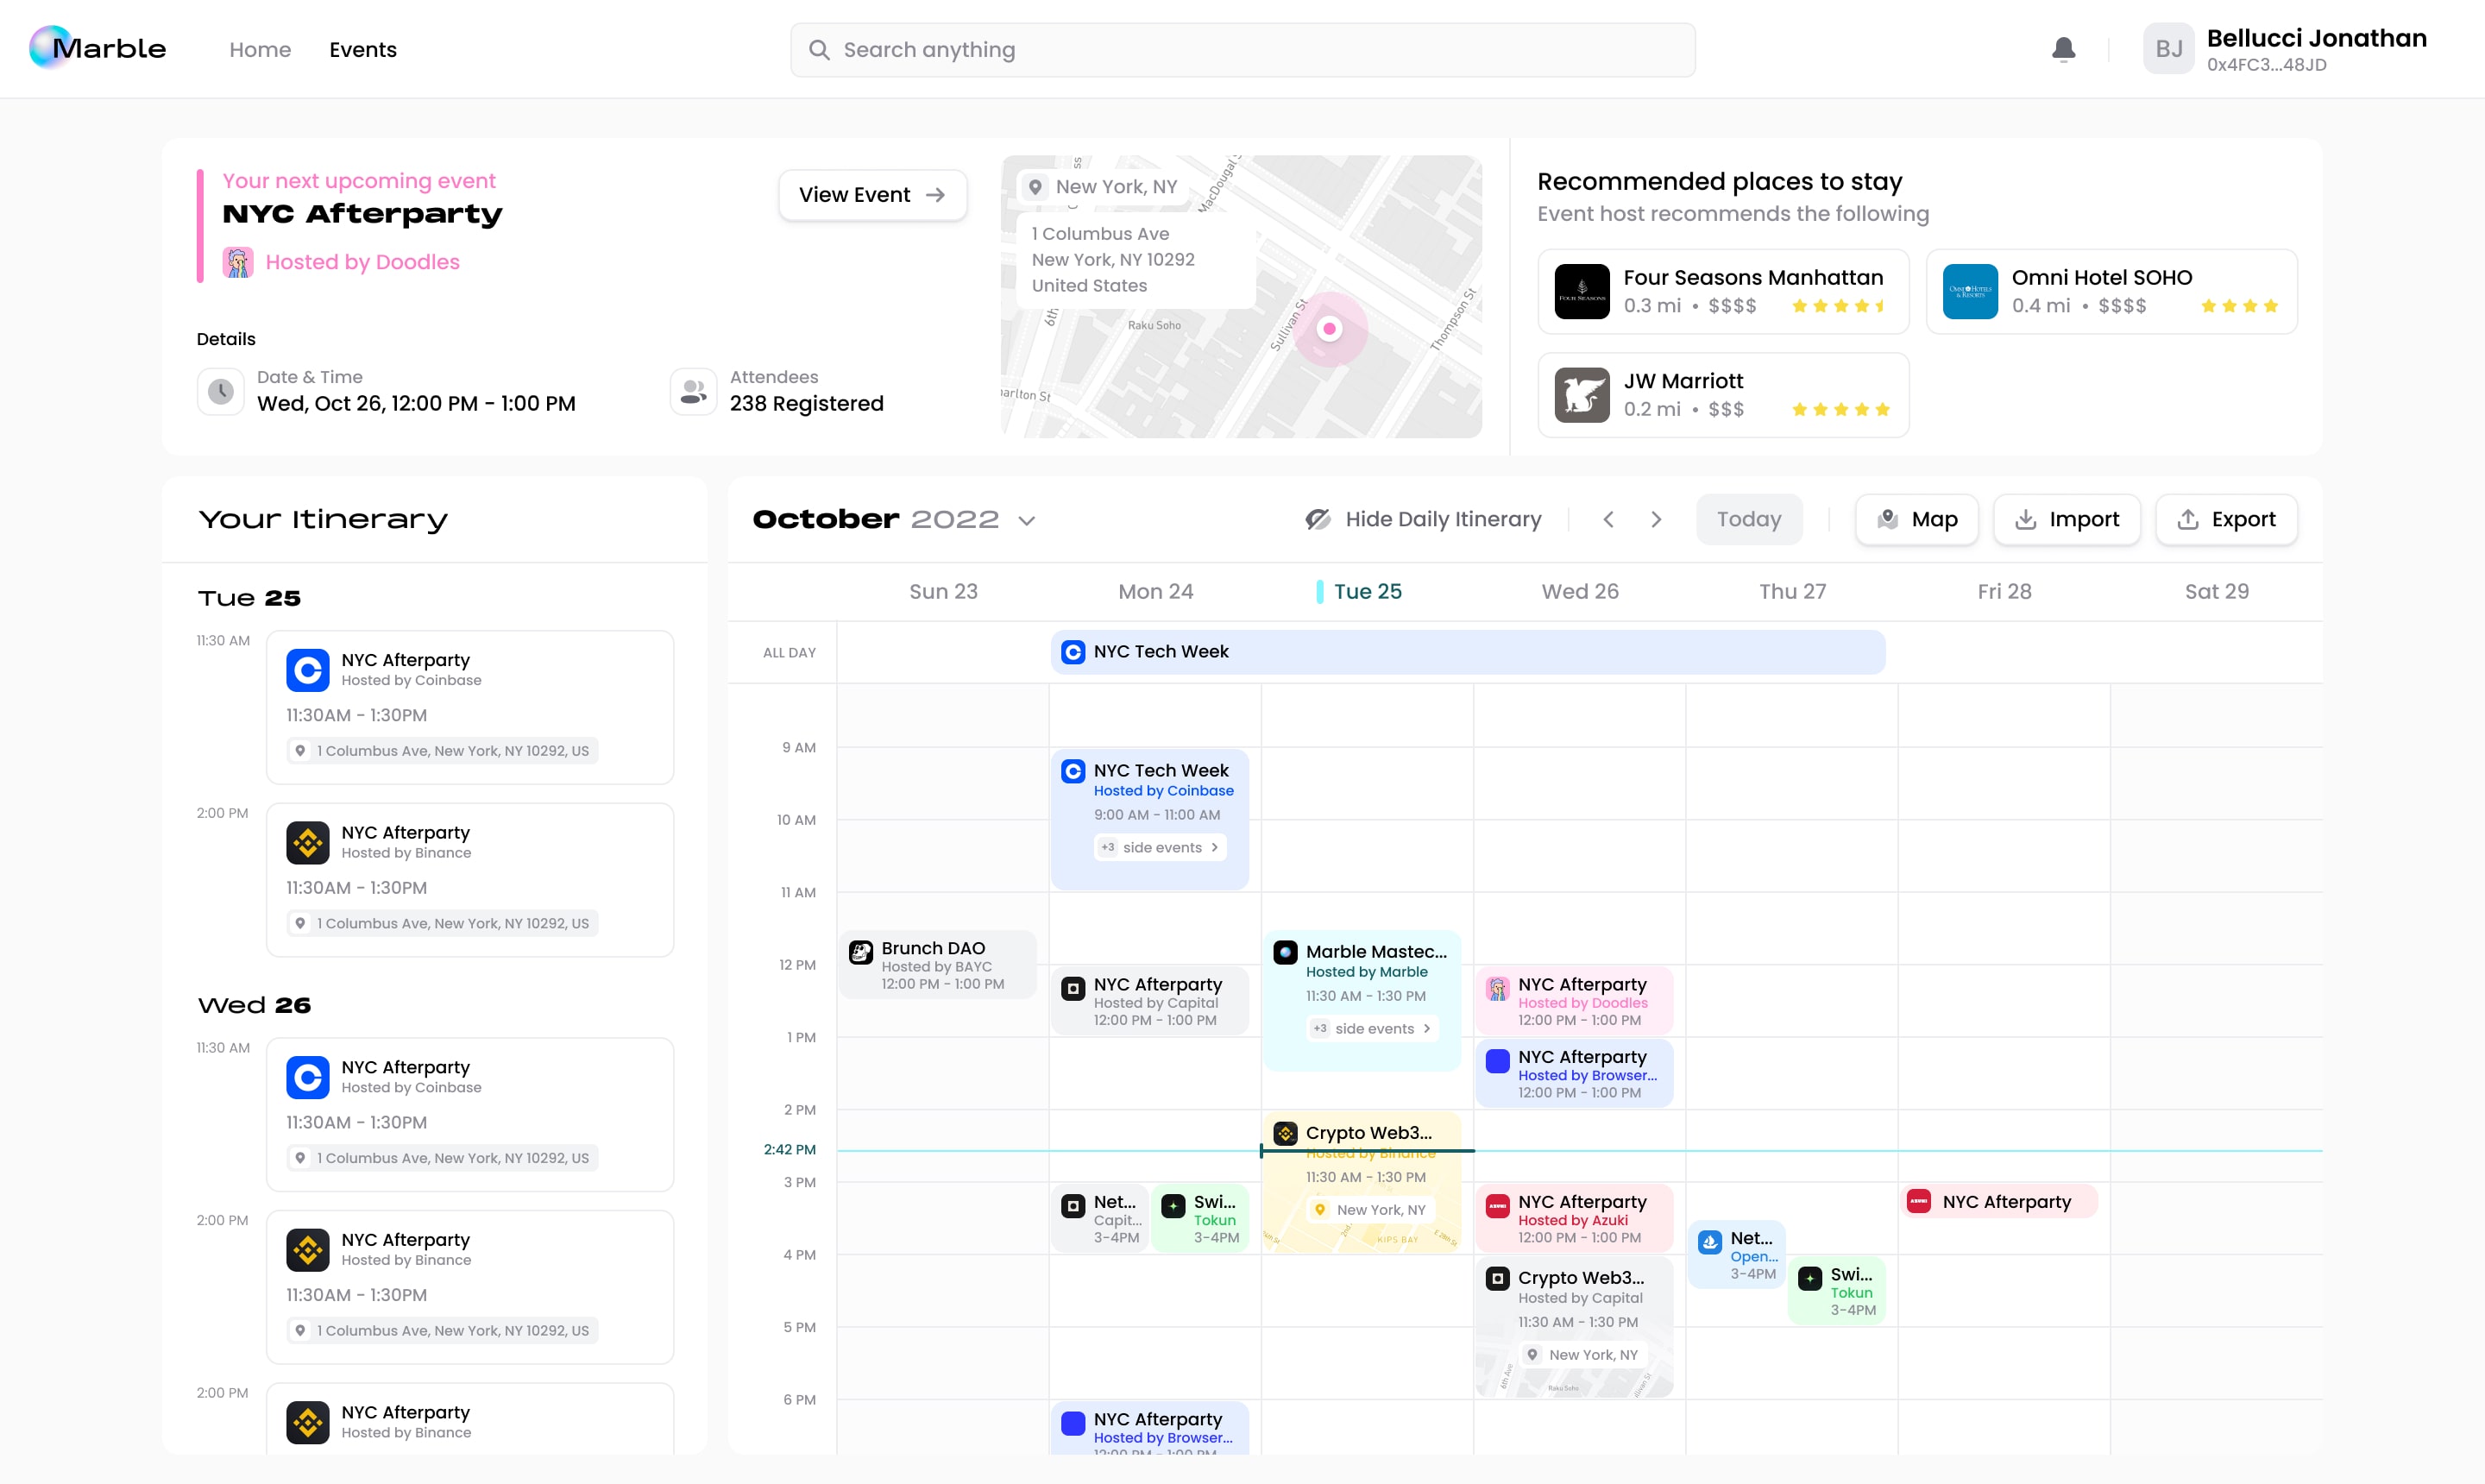 Marble
Home
Events
Search anything
BJ
Bellucci Jonathan
0x4FC3...48JD
Your next upcoming event
NYC Afterparty
Hosted by Doodles
View Event
Details
Date & Time
Wed, Oct 26, 12:00 PM - 1:00 PM
Attendees
238 Registered
New York, NY
1 Columbus Ave
New York, NY 10292
United States
MacDougal
6th
Raku Soho
Sullivan St
Thompson St
arlton St
Recommended places to stay
Event host recommends the following
FOUR SEASONS
Four Seasons Manhattan
0.3 mi • $$$$
OMNI HOTELS
& RESORTS
Omni Hotel SOHO
0.4 mi • $$$$
JW Marriott
0.2 mi • $$$
Your Itinerary
Tue 25
11:30 AM
NYC Afterparty
Hosted by Coinbase
11:30AM - 1:30PM
1 Columbus Ave, New York, NY 10292, US
2:00 PM
NYC Afterparty
Hosted by Binance
11:30AM - 1:30PM
1 Columbus Ave, New York, NY 10292, US
Wed 26
11:30 AM
NYC Afterparty
Hosted by Coinbase
11:30AM - 1:30PM
1 Columbus Ave, New York, NY 10292, US
2:00 PM
NYC Afterparty
Hosted by Binance
11:30AM - 1:30PM
1 Columbus Ave, New York, NY 10292, US
2:00 PM
NYC Afterparty
Hosted by Binance
October 2022
Hide Daily Itinerary
Today
Map
Import
Export
Sun 23
Mon 24
Tue 25
Wed 26
Thu 27
Fri 28
Sat 29
ALL DAY
NYC Tech Week
9 AM
10 AM
11 AM
12 PM
1 PM
2 PM
2:42 PM
3 PM
4 PM
5 PM
6 PM
Brunch DAO
Hosted by BAYC
12:00 PM - 1:00 PM
NYC Tech Week
Hosted by Coinbase
9:00 AM - 11:00 AM
+3 side events
NYC Afterparty
Hosted by Capital
12:00 PM - 1:00 PM
Net...
Capit...
3-4PM
Swi...
Tokun
3-4PM
NYC Afterparty
Hosted by Browser...
12:00 PM - 1:00 PM
Marble Mastec...
Hosted by Marble
11:30 AM - 1:30 PM
+3 side events
Crypto Web3...
Hosted by Binance
11:30 AM - 1:30 PM
New York, NY
KIPS BAY
E 28th St
NYC Afterparty
Hosted by Doodles
12:00 PM - 1:00 PM
NYC Afterparty
Hosted by Browser...
12:00 PM - 1:00 PM
AZUKI
NYC Afterparty
Hosted by Azuki
12:00 PM - 1:00 PM
Crypto Web3...
Hosted by Capital
11:30 AM - 1:30 PM
New York, NY
6th Ave
Raku Soho
llivan St
Net...
Open...
3-4PM
Swi...
Tokun
3-4PM
AZUKI
NYC Afterparty